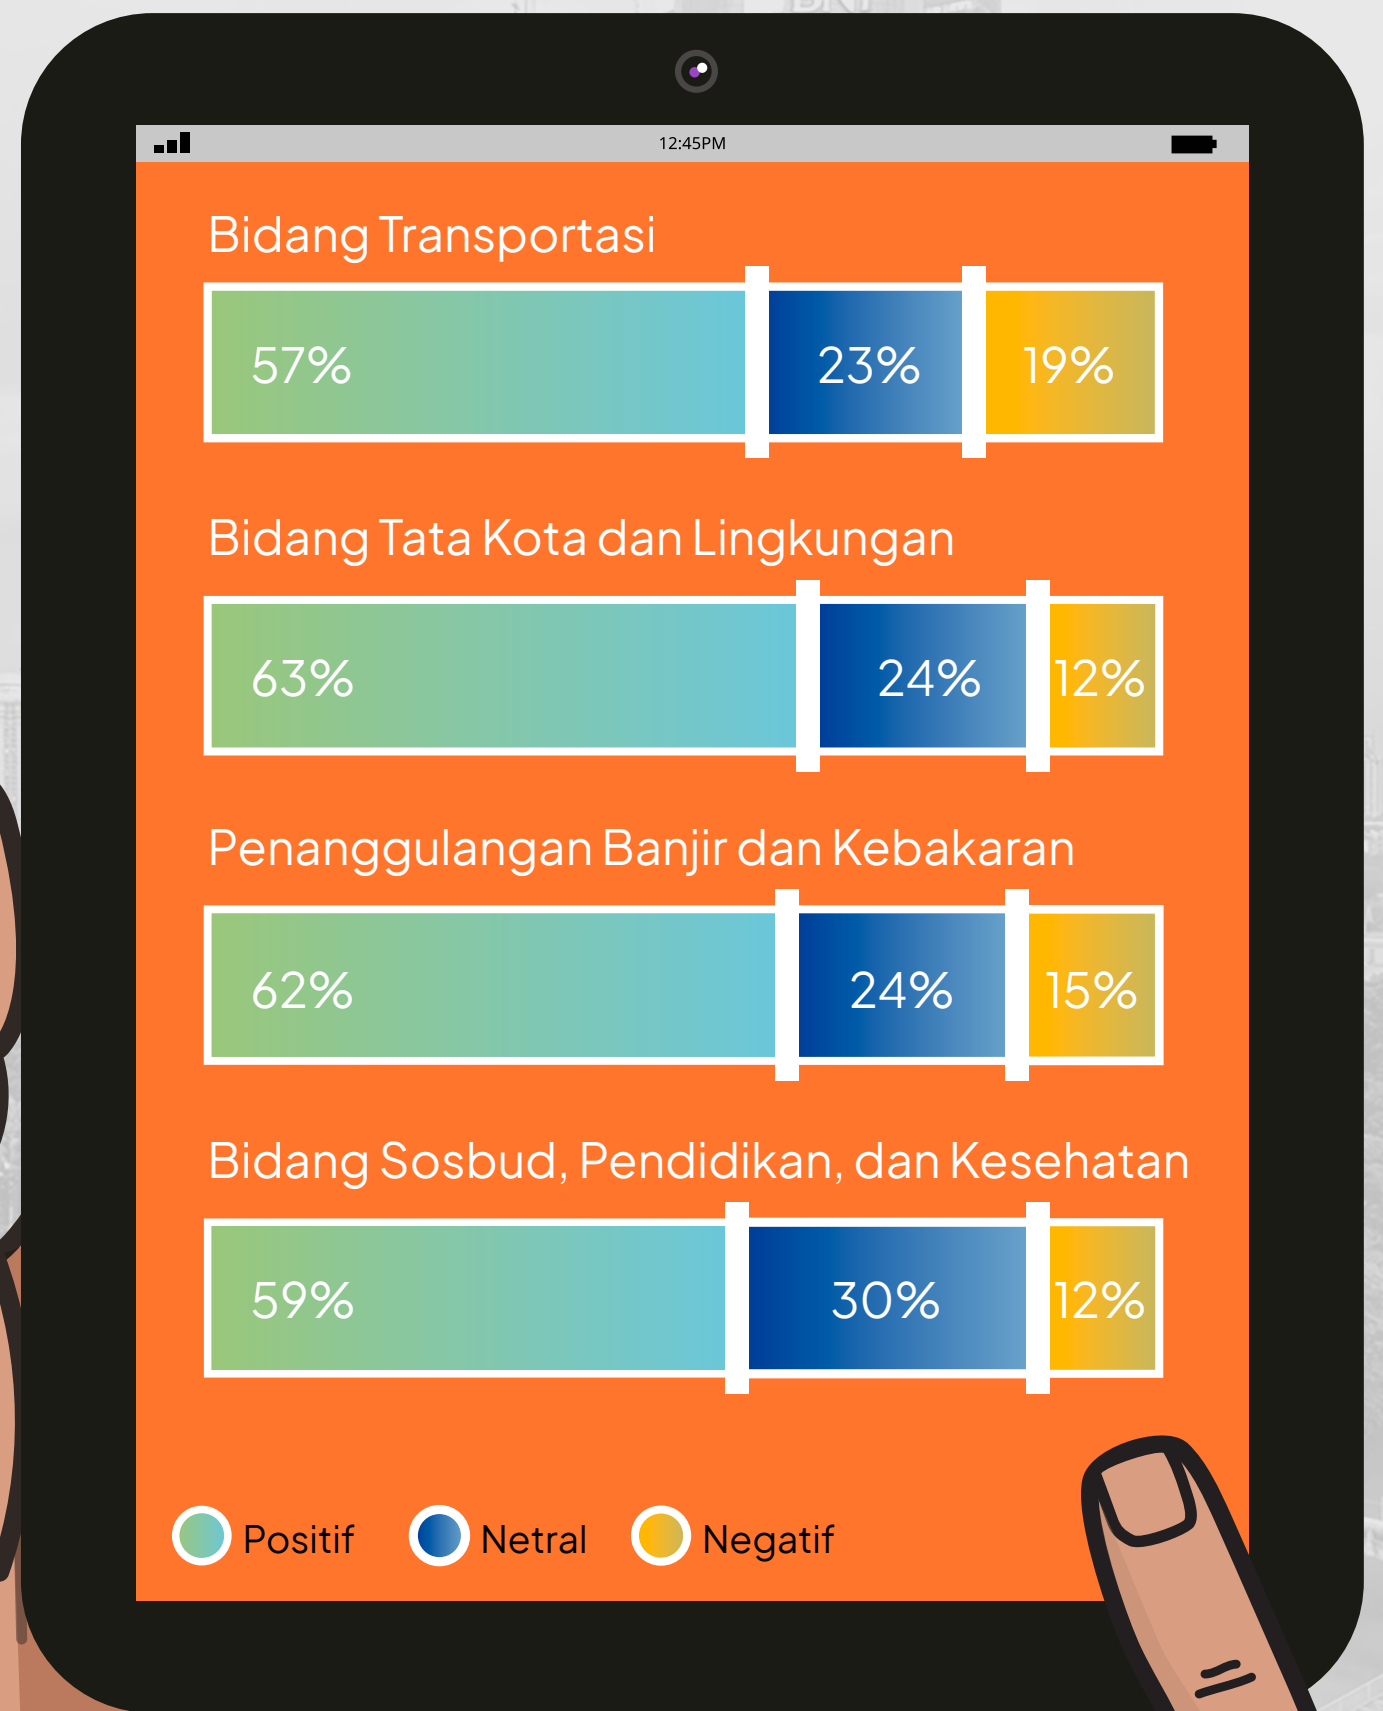 12:45PM
Bidang Transportasi
57% 23% 19%
Bidang Tata Kota dan Lingkungan
63% 24% 12%
Penanggulangan Banjir dan Kebakaran
62% 24% 15%
Bidang Sosbud, Pendidikan, dan Kesehatan
59% 30% 12%
Positif Netral Negatif